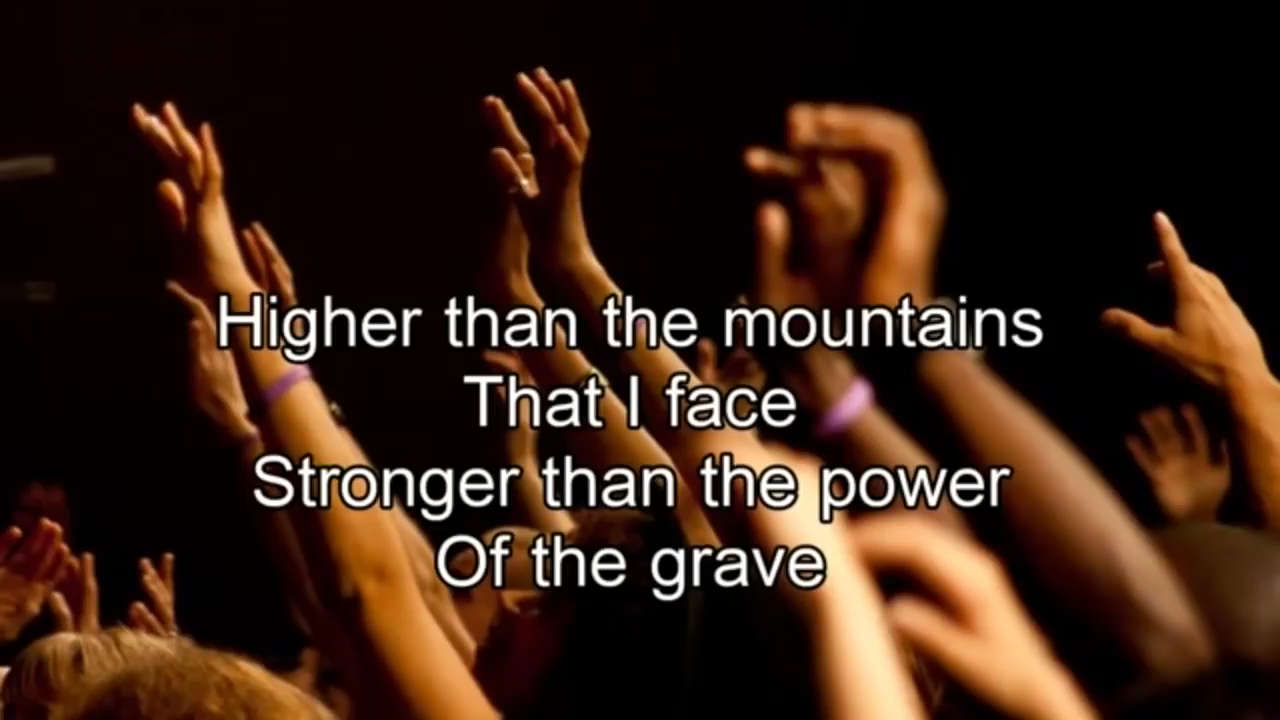 Higher than the mountains
That I face
Stronger than the power
Of the grave